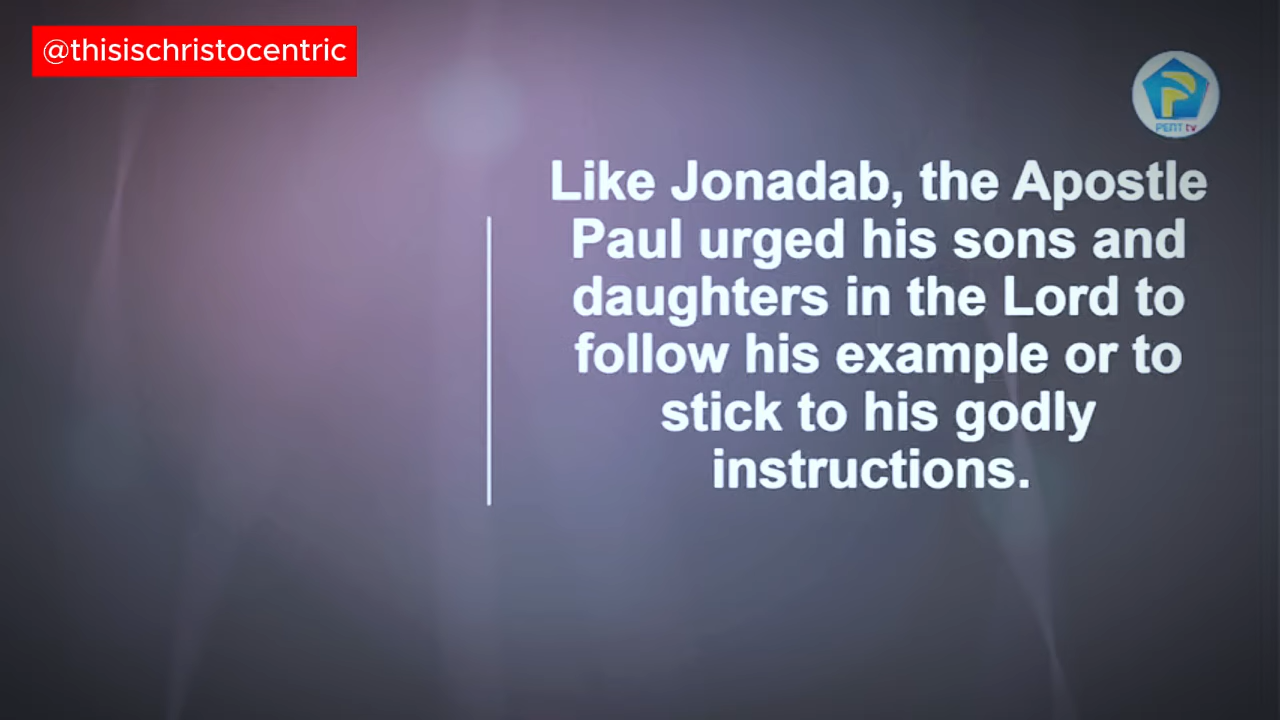 @thisischristocentric
PENT tv
Like Jonadab, the Apostle
Paul urged his sons and
daughters in the Lord to
follow his example or to
stick to his godly
instructions.